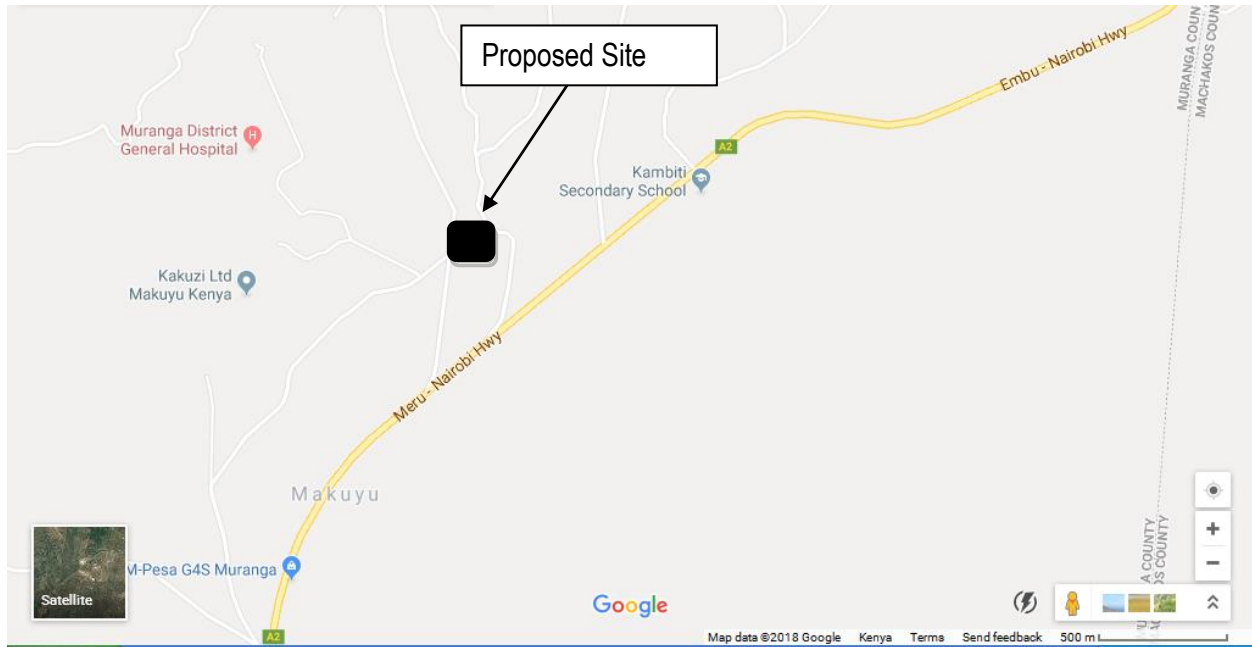 Proposed Site
Embu - Nairobi Hwy
MURANGA COUN
MACHAKOS COUN
Muranga District
General Hospital
A2
Kambiti
Secondary School
Kakuzi Ltd
Makuyu Kenya
Meru - Nairobi Hwy
Makuyu
M-Pesa G4S Muranga
A COUNTY
OS COUNTY
Satellite
Google
A2
Map data ©2018 Google Kenya Terms Send feedback 500 m